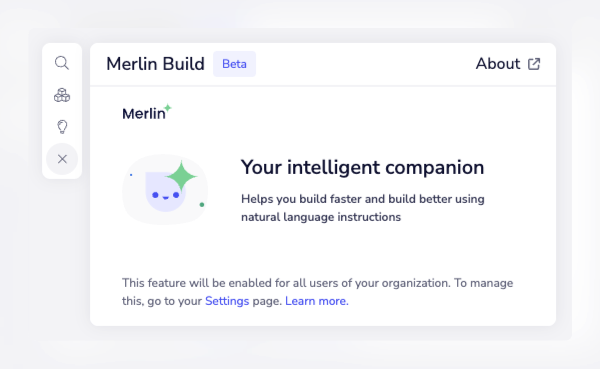 Merlin Build Beta About
Merlin
Your intelligent companion
Helps you build faster and build better using
natural language instructions
This feature will be enabled for all users of your organization. To manage
this, go to your Settings page. Learn more.